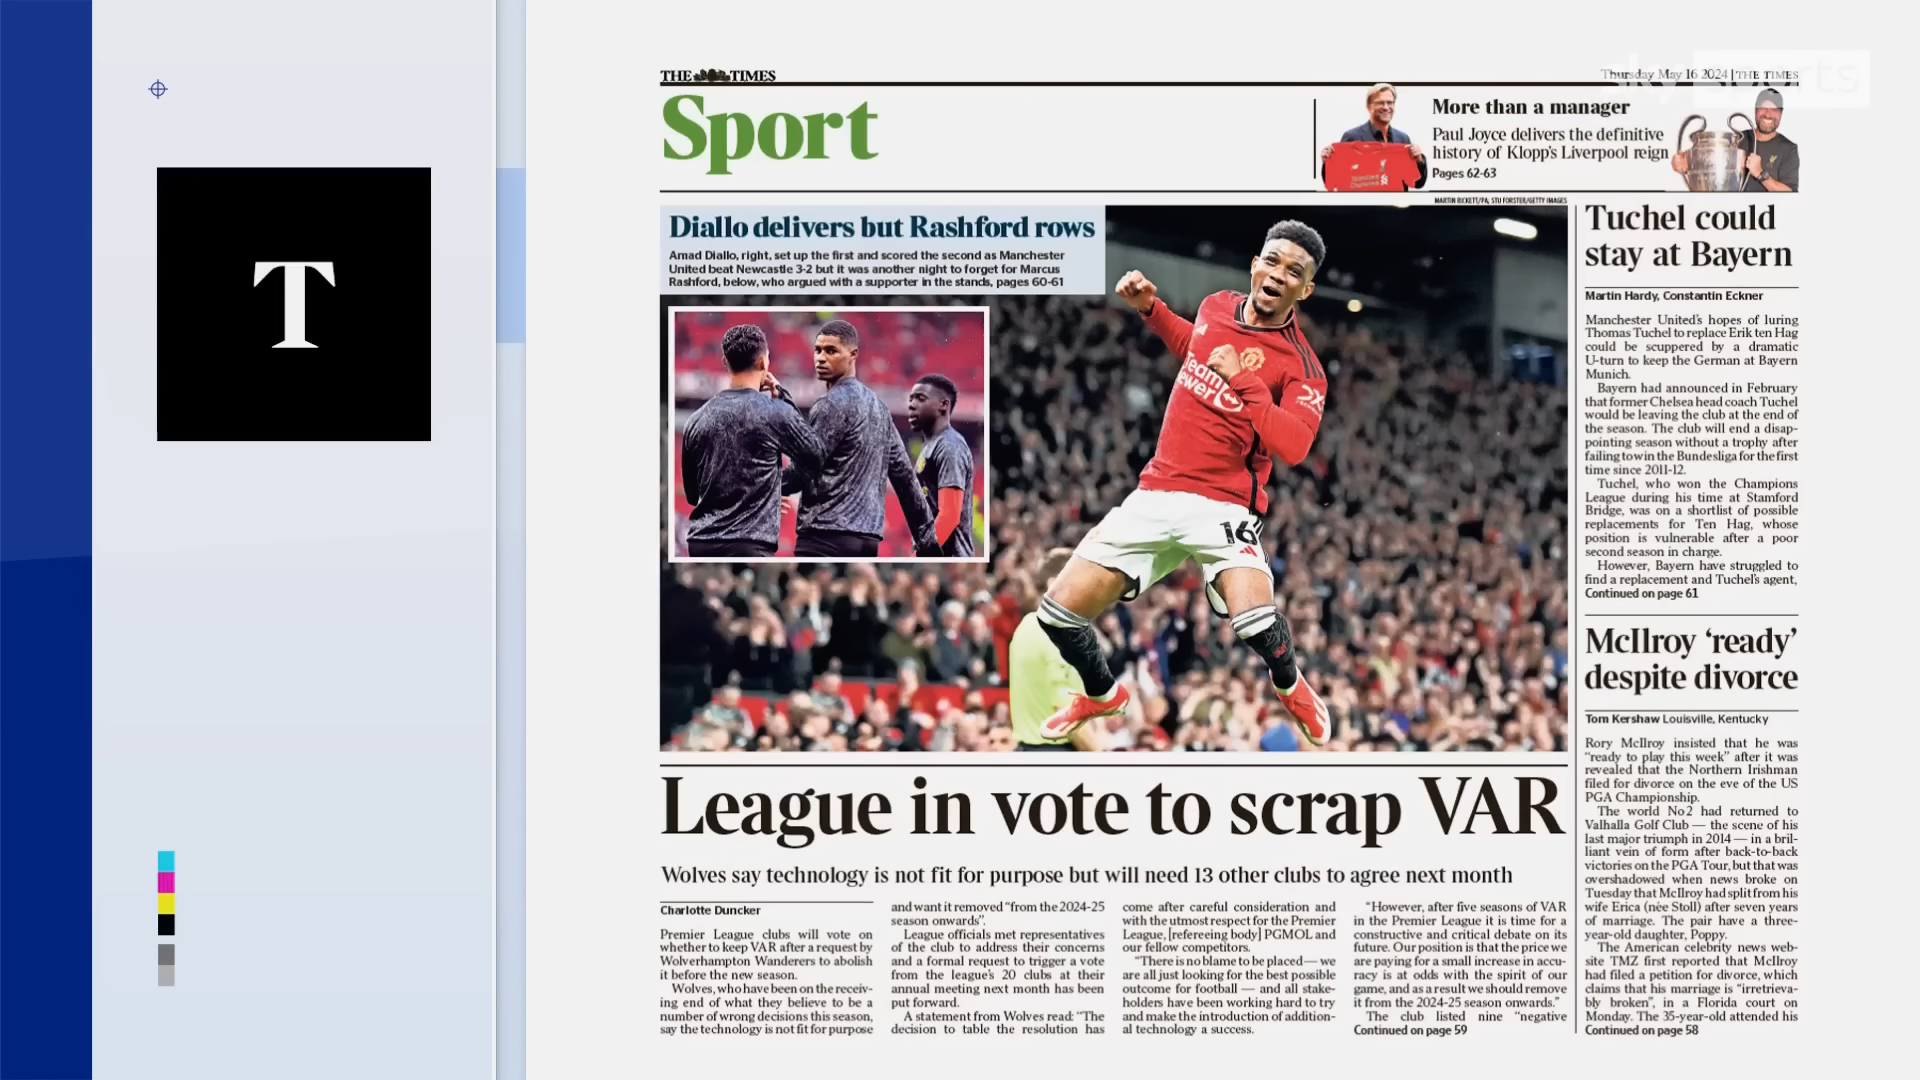 T
THE TIMES
Thursday May 16 2024 | THE TIMES
sky sports
Sport
More than a manager
Paul Joyce delivers the definitive
history of Klopp's Liverpool reign
Pages 62-63
MARTIN RICKETT/PA, STU FORSTER/GETTY IMAGES
Diallo delivers but Rashford rows
Amad Diallo, right, set up the first and scored the second as Manchester
United beat Newcastle 3-2 but it was another night to forget for Marcus
Rashford, below, who argued with a supporter in the stands, pages 60-61
Team
16
League in vote to scrap VAR
Wolves say technology is not fit for purpose but will need 13 other clubs to agree next month
Charlotte Duncker
Premier League clubs will vote on
whether to keep VAR after a request by
Wolverhampton Wanderers to abolish
it before the new season.
Wolves, who have been on the receiv-
ing end of what they believe to be a
number of wrong decisions this season,
say the technology is not fit for purpose
and want it removed “from the 2024-25
season onwards”.
League officials met representatives
of the club to address their concerns
and a formal request to trigger a vote
from the league's 20 clubs at their
annual meeting next month has been
put forward.
A statement from Wolves read: “The
decision to table the resolution has
come after careful consideration and
with the utmost respect for the Premier
League, [refereeing body] PGMOL and
our fellow competitors.
“There is no blame to be placed — we
are all just looking for the best possible
outcome for football — and all stake-
holders have been working hard to try
and make the introduction of addition-
al technology a success.
“However, after five seasons of VAR
in the Premier League it is time for a
constructive and critical debate on its
future. Our position is that the price we
are paying for a small increase in accu-
racy is at odds with the spirit of our
game, and as a result we should remove
it from the 2024-25 season onwards.”
The club listed nine “negative
Continued on page 59
Tuchel could
stay at Bayern
Martin Hardy, Constantin Eckner
Manchester United's hopes of luring
Thomas Tuchel to replace Erik ten Hag
could be scuppered by a dramatic
U-turn to keep the German at Bayern
Munich.
Bayern had announced in February
that former Chelsea head coach Tuchel
would be leaving the club at the end of
the season. The club will end a disap-
pointing season without a trophy after
failing to win the Bundesliga for the first
time since 2011-12.
Tuchel, who won the Champions
League during his time at Stamford
Bridge, was on a shortlist of possible
replacements for Ten Hag, whose
position is vulnerable after a poor
second season in charge.
However, Bayern have struggled to
find a replacement and Tuchel's agent,
Continued on page 61
McIlroy ‘ready’
despite divorce
Tom Kershaw Louisville, Kentucky
Rory McIlroy insisted that he was
“ready to play this week” after it was
revealed that the Northern Irishman
filed for divorce on the eve of the US
PGA Championship.
The world No 2 had returned to
Valhalla Golf Club — the scene of his
last major triumph in 2014 — in a bril-
liant vein of form after back-to-back
victories on the PGA Tour, but that was
overshadowed when news broke on
Tuesday that McIlroy had split from his
wife Erica (née Stoll) after seven years
of marriage. The pair have a three-
year-old daughter, Poppy.
The American celebrity news web-
site TMZ first reported that McIlroy
had filed a petition for divorce, which
claims that his marriage is “irretrieva-
bly broken”, in a Florida court on
Monday. The 35-year-old attended his
Continued on page 58